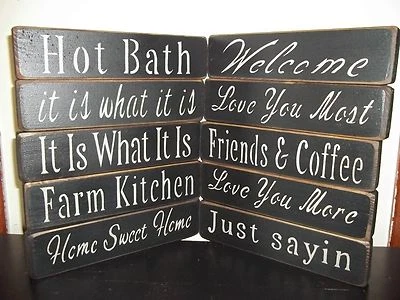 Hot Bath
it is what it is
It Is What It Is
Farm Kitchen
Home Sweet Home
Welcome
Love You Most
Friends & Coffee
Love You More
Just sayin